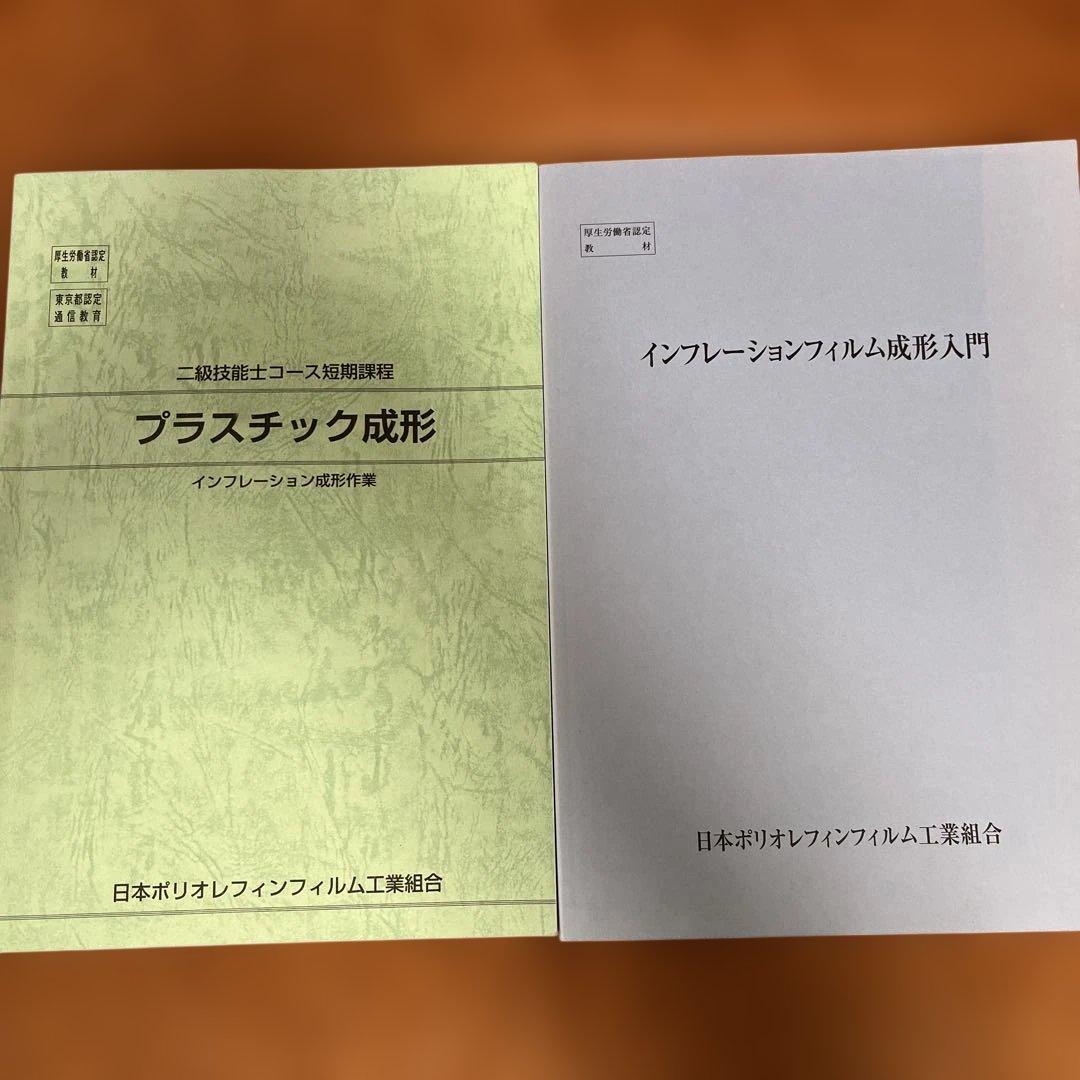 厚生労働省認定
教 材
東京都認定
通信教育
二級技能士コース短期課程
プラスチック成形
インフレーション成形作業
日本ポリオレフィンフィルム工業組合
厚生労働省認定
教 材
インフレーションフィルム成形入門
日本ポリオレフィンフィルム工業組合